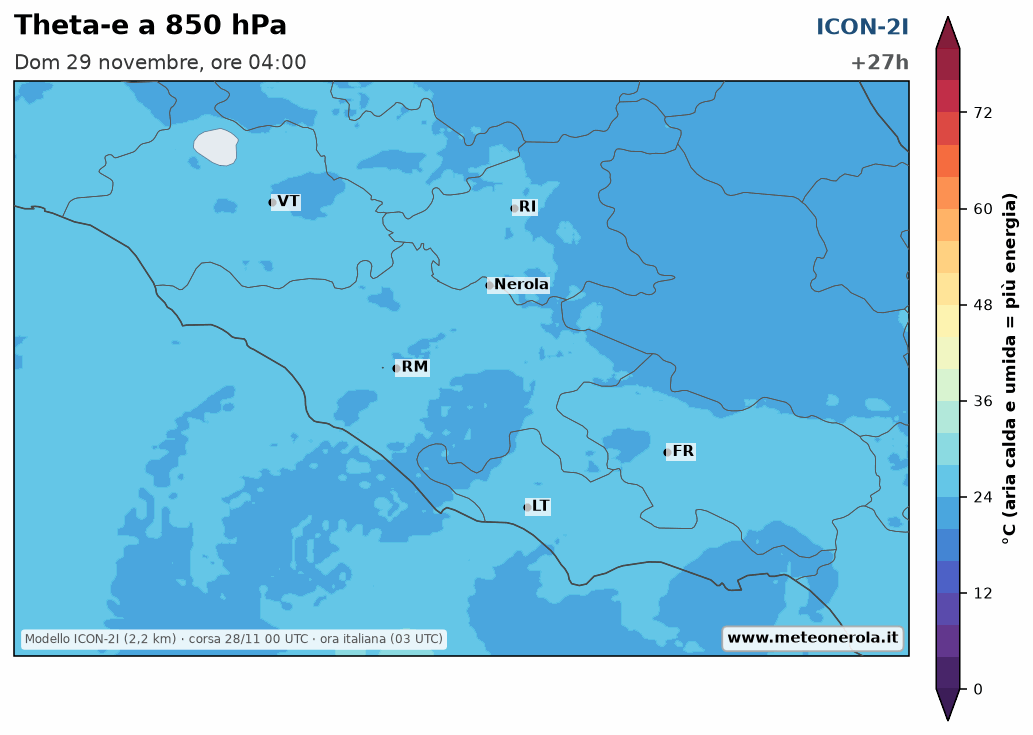 Theta-e a 850 hPa
ICON-2I
Dom 29 novembre, ore 04:00
+27h
VT
RI
Nerola
RM
FR
LT
Modello ICON-2I (2,2 km) · corsa 28/11 00 UTC · ora italiana (03 UTC)
www.meteonerola.it
72
60
48
36
24
12
0
°C (aria calda e umida = più energia)